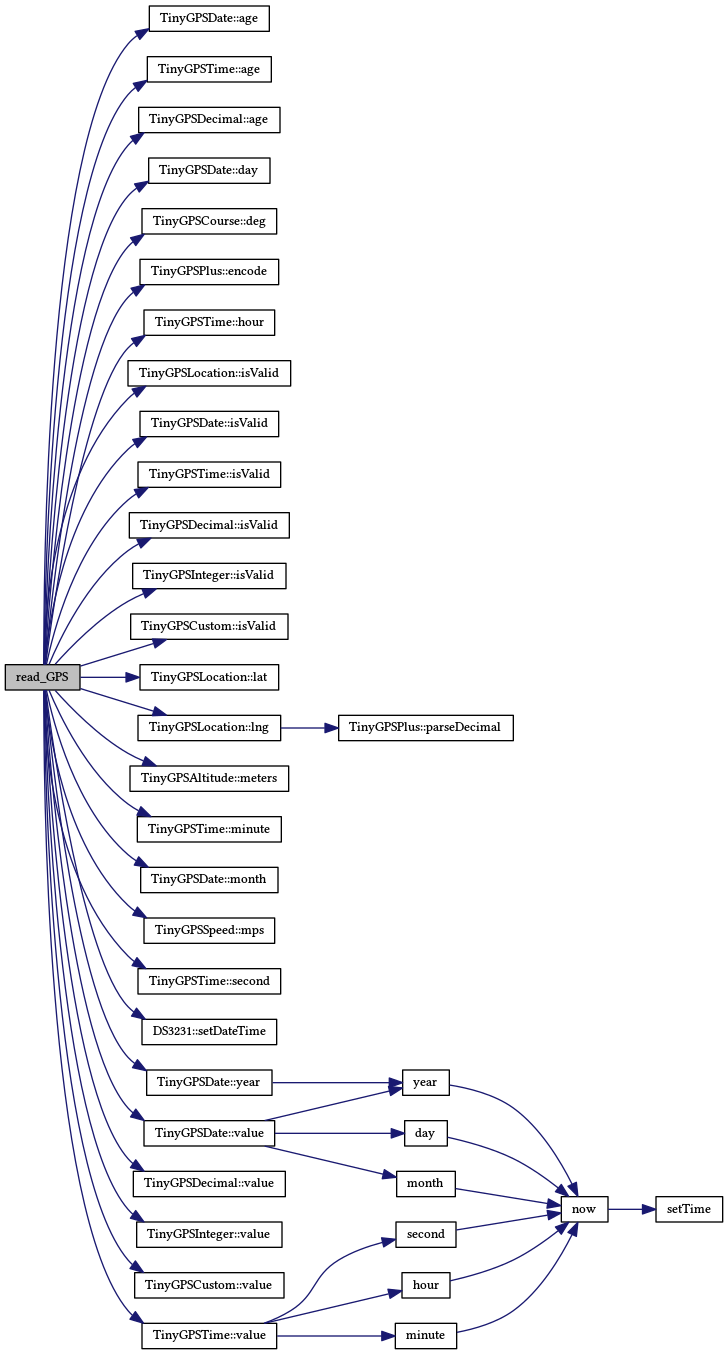 TinyGPSDate::age
TinyGPSTime::age
TinyGPSDecimal::age
TinyGPSDate::day
TinyGPSCourse::deg
TinyGPSPlus::encode
TinyGPSTime::hour
TinyGPSLocation::isValid
TinyGPSDate::isValid
TinyGPSTime::isValid
TinyGPSDecimal::isValid
TinyGPSInteger::isValid
TinyGPSCustom::isValid
read_GPS
TinyGPSLocation::lat
TinyGPSLocation::lng
TinyGPSPlus::parseDecimal
TinyGPSAltitude::meters
TinyGPSTime::minute
TinyGPSDate::month
TinyGPSSpeed::mps
TinyGPSTime::second
DS3231::setDateTime
TinyGPSDate::year
year
TinyGPSDate::value
day
TinyGPSDecimal::value
month
now
setTime
TinyGPSInteger::value
second
TinyGPSCustom::value
hour
TinyGPSTime::value
minute